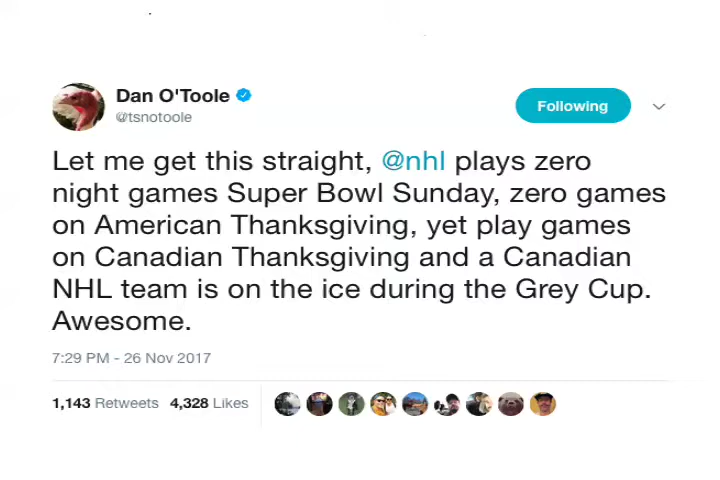 Dan O'Toole
@tsnotoole
Following
Let me get this straight, @nhl plays zero
night games Super Bowl Sunday, zero games
on American Thanksgiving, yet play games
on Canadian Thanksgiving and a Canadian
NHL team is on the ice during the Grey Cup.
Awesome.
7:29 PM - 26 Nov 2017
1,143 Retweets 4,328 Likes